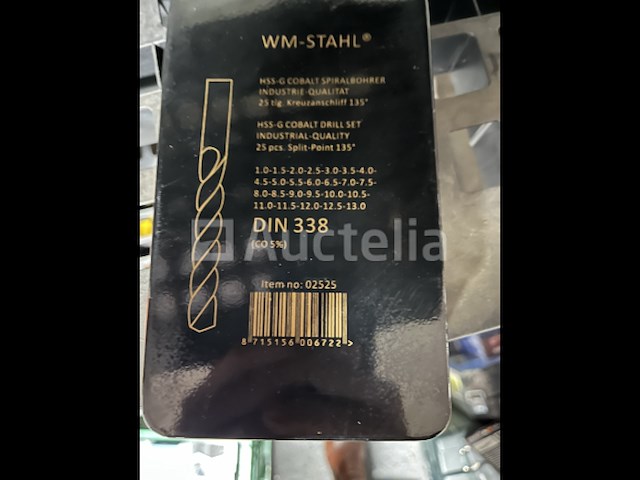 WM-STAHL®
HSS-G COBALT SPIRALBOHRER
INDUSTRIE-QUALITAT
25 tlg. Kreuzanschliff 135°
HSS-G COBALT DRILL SET
INDUSTRIAL-QUALITY
25 pcs. Split-Point 135°
1.0-1.5-2.0-2.5-3.0-3.5-4.0-
4.5-5.0-5.5-6.0-6.5-7.0-7.5-
8.0-8.5-9.0-9.5-10.0-10.5-
11.0-11.5-12.0-12.5-13.0
DIN 338
Auctelia
(CO 5%)
Item no: 02525
8 715156 006722 >